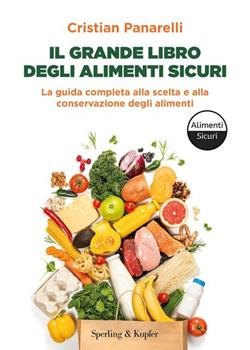 Cristian Panarelli
IL GRANDE LIBRO
DEGLI ALIMENTI SICURI
La guida completa alla scelta e alla
conservazione degli alimenti
Alimenti
Sicuri
Sperling & Kupfer